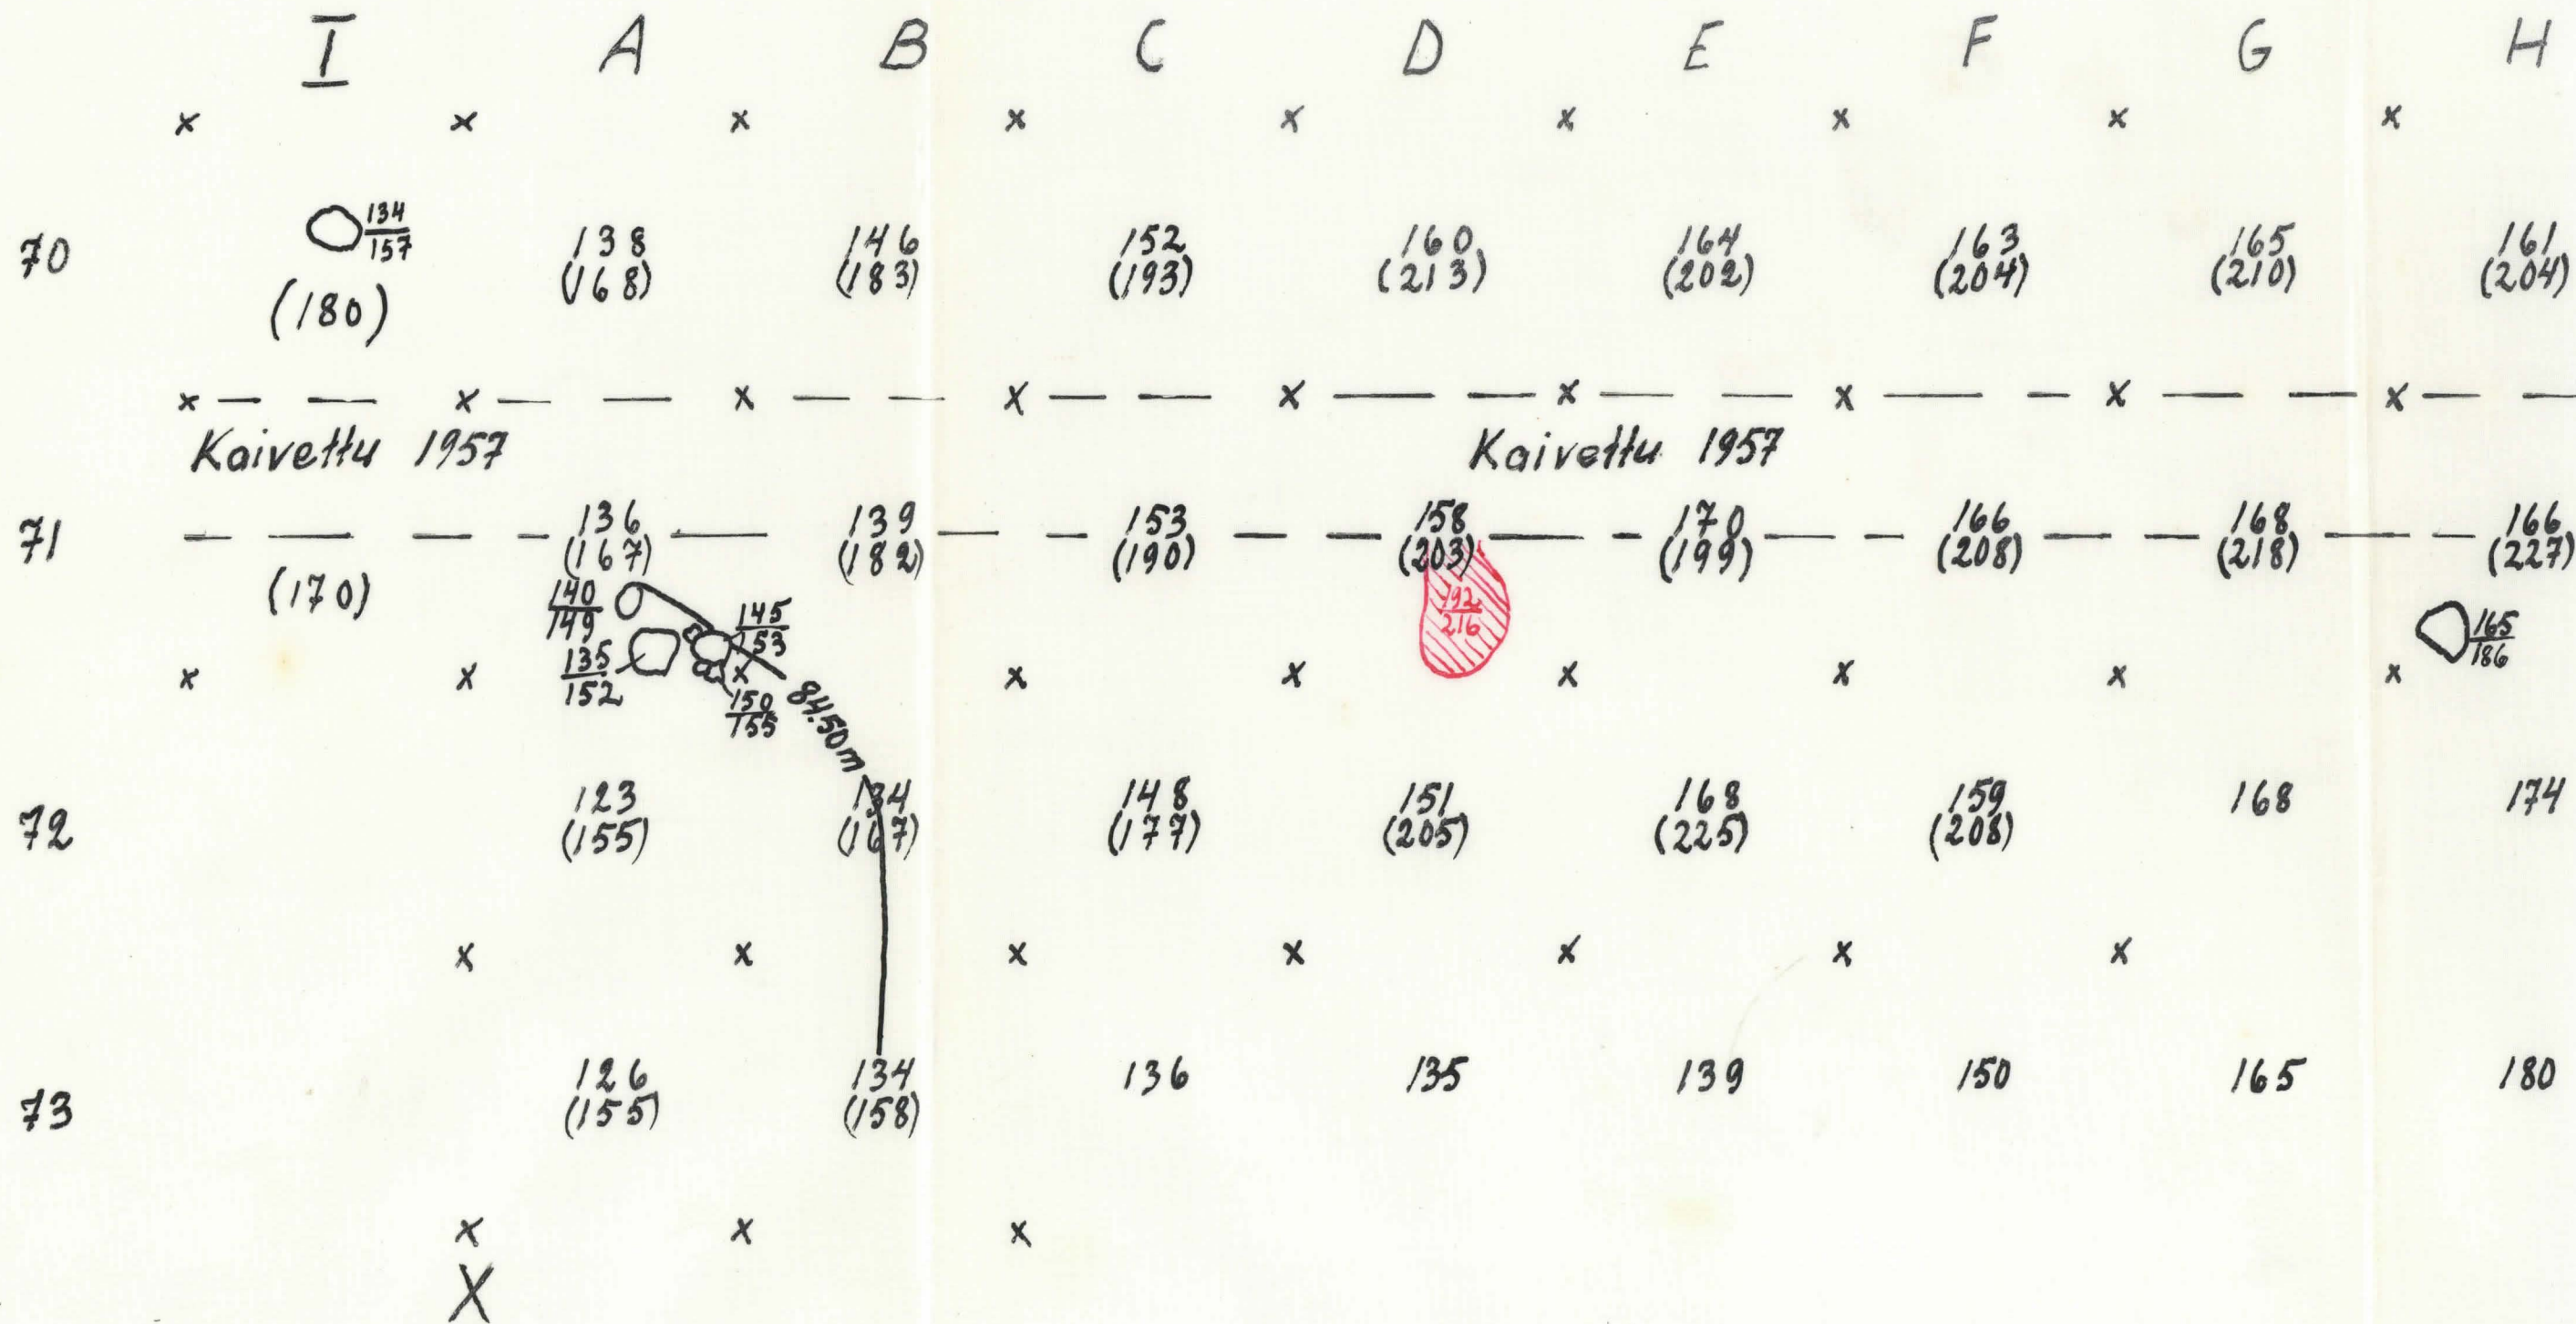 I A B C D E F G H
x x x x x x x x x
134
157
70 138 146 152 160 164 163 165 161
(180) (168) (183) (193) (213) (202) (204) (210) (204)
x x x x x x x x x
Kaivettu 1957 Kaivettu 1957
71 136 139 153 158 170 166 168 166
(170) (167) (182) (190) (203) (199) (208) (218) (227)
140
149
145
153
192
216
165
186
135
152
x x x x x x x x x
150
155
84.50m
72 123 134 148 151 168 159 168 174
(155) (167) (177) (205) (225) (208)
x x x x x x x
73 126 134 136 135 139 150 165 180
(155) (158)
x x x
X